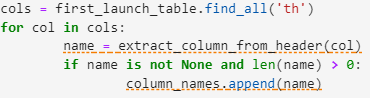 cols = first_launch_table.find_all('th')
for col in cols:
        name = extract_column_from_header(col)
        if name is not None and len(name) > 0:
                column_names.append(name)